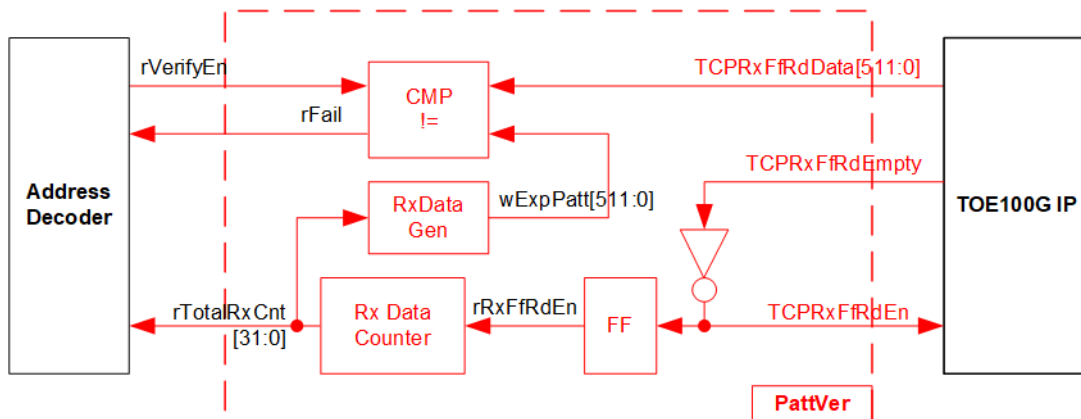 rVerifyEn
TCPRxFfRdData[511:0]
CMP
!=
rFail
TCPRxFfRdEmpty
Address
Decoder
RxData
Gen
wExpPatt[511:0]
TOE100G IP
rTotalRxCnt
[31:0]
Rx Data
Counter
rRxFfRdEn
FF
TCPRxFfRdEn
PattVer